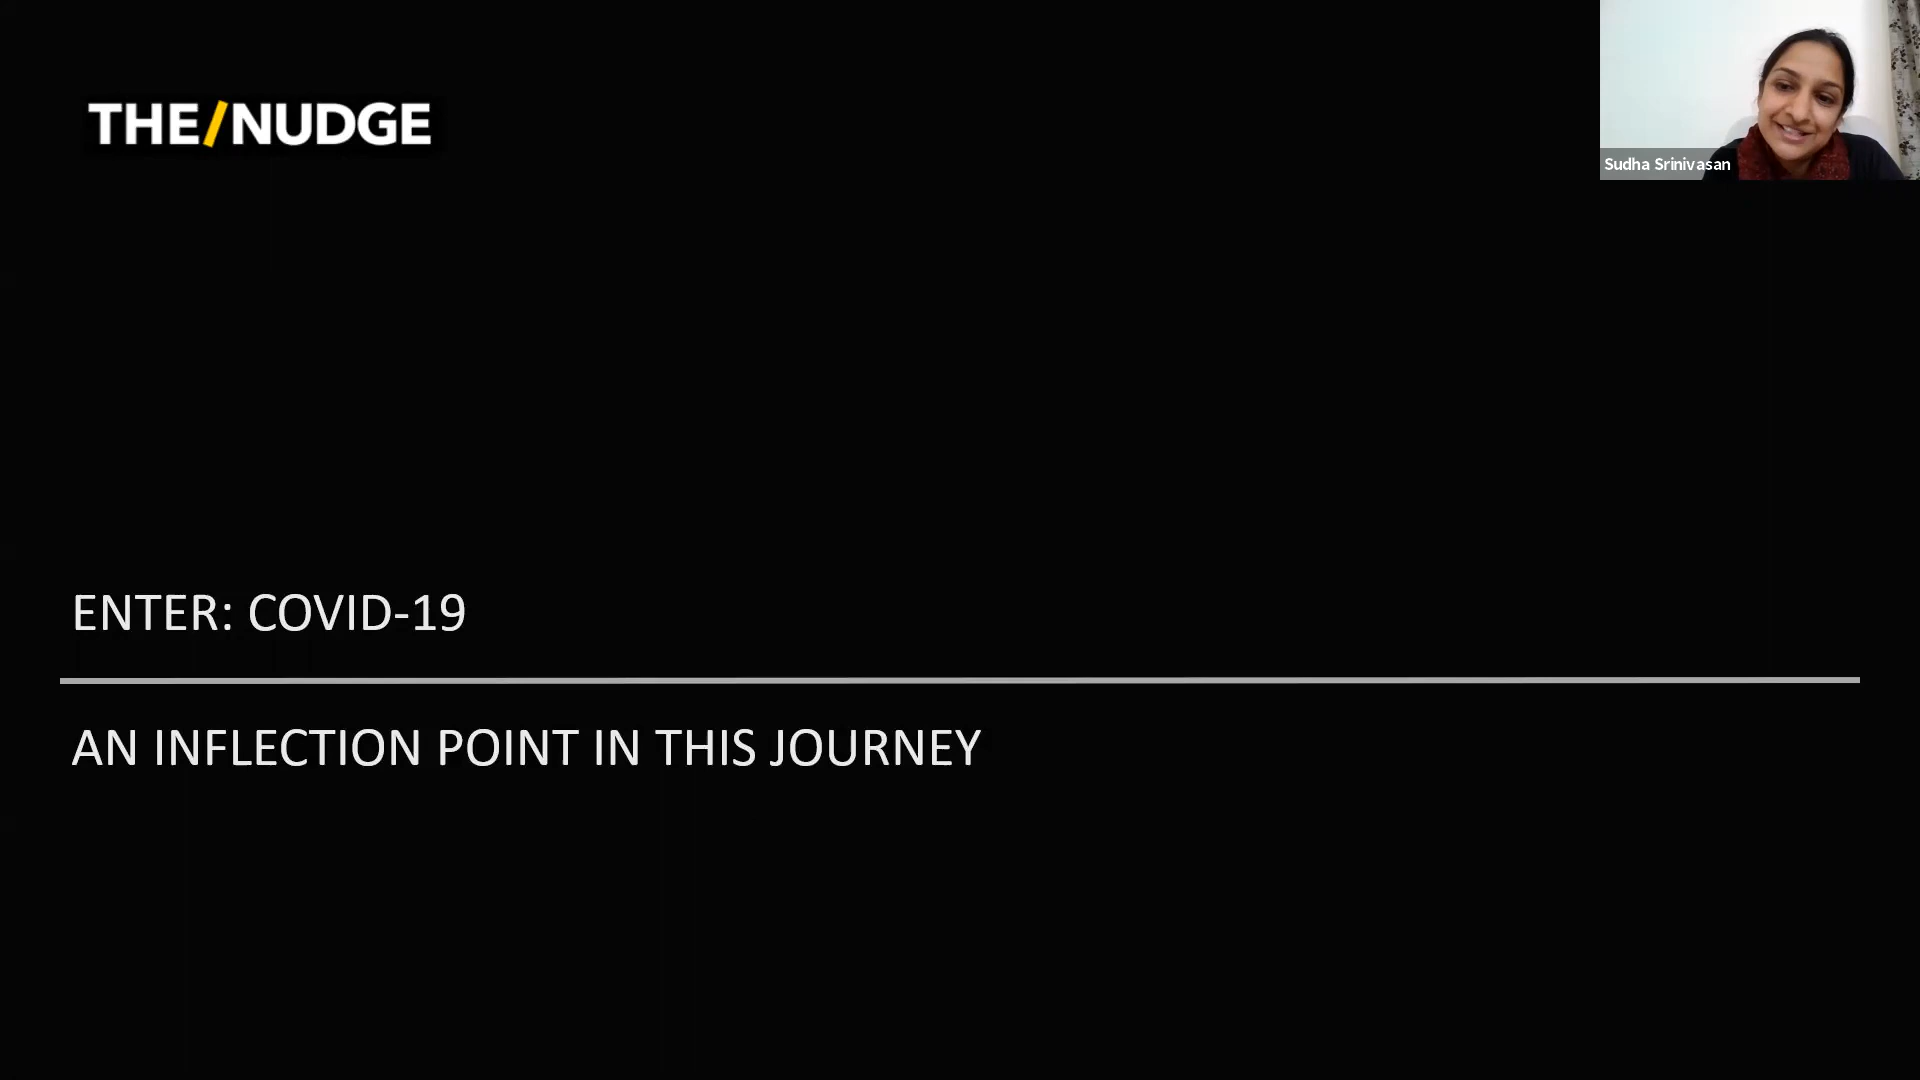 THE/NUDGE
Sudha Srinivasan
ENTER: COVID-19
AN INFLECTION POINT IN THIS JOURNEY